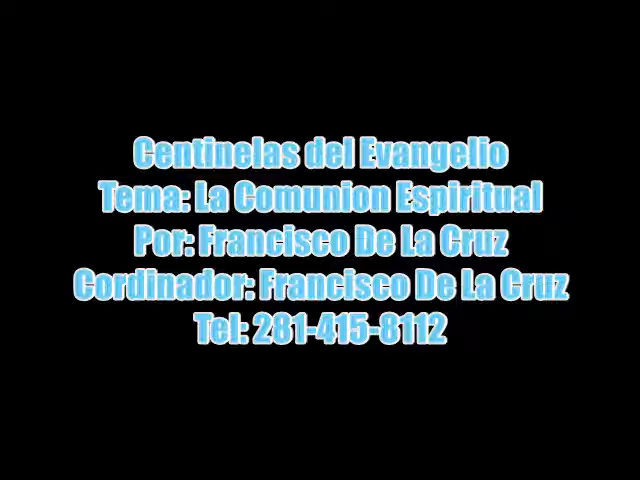 Centinelas del Evangelio
Tema: La Comunion Espiritual
Por: Francisco De La Cruz
Cordinador: Francisco De La Cruz
Tel: 281-415-8112